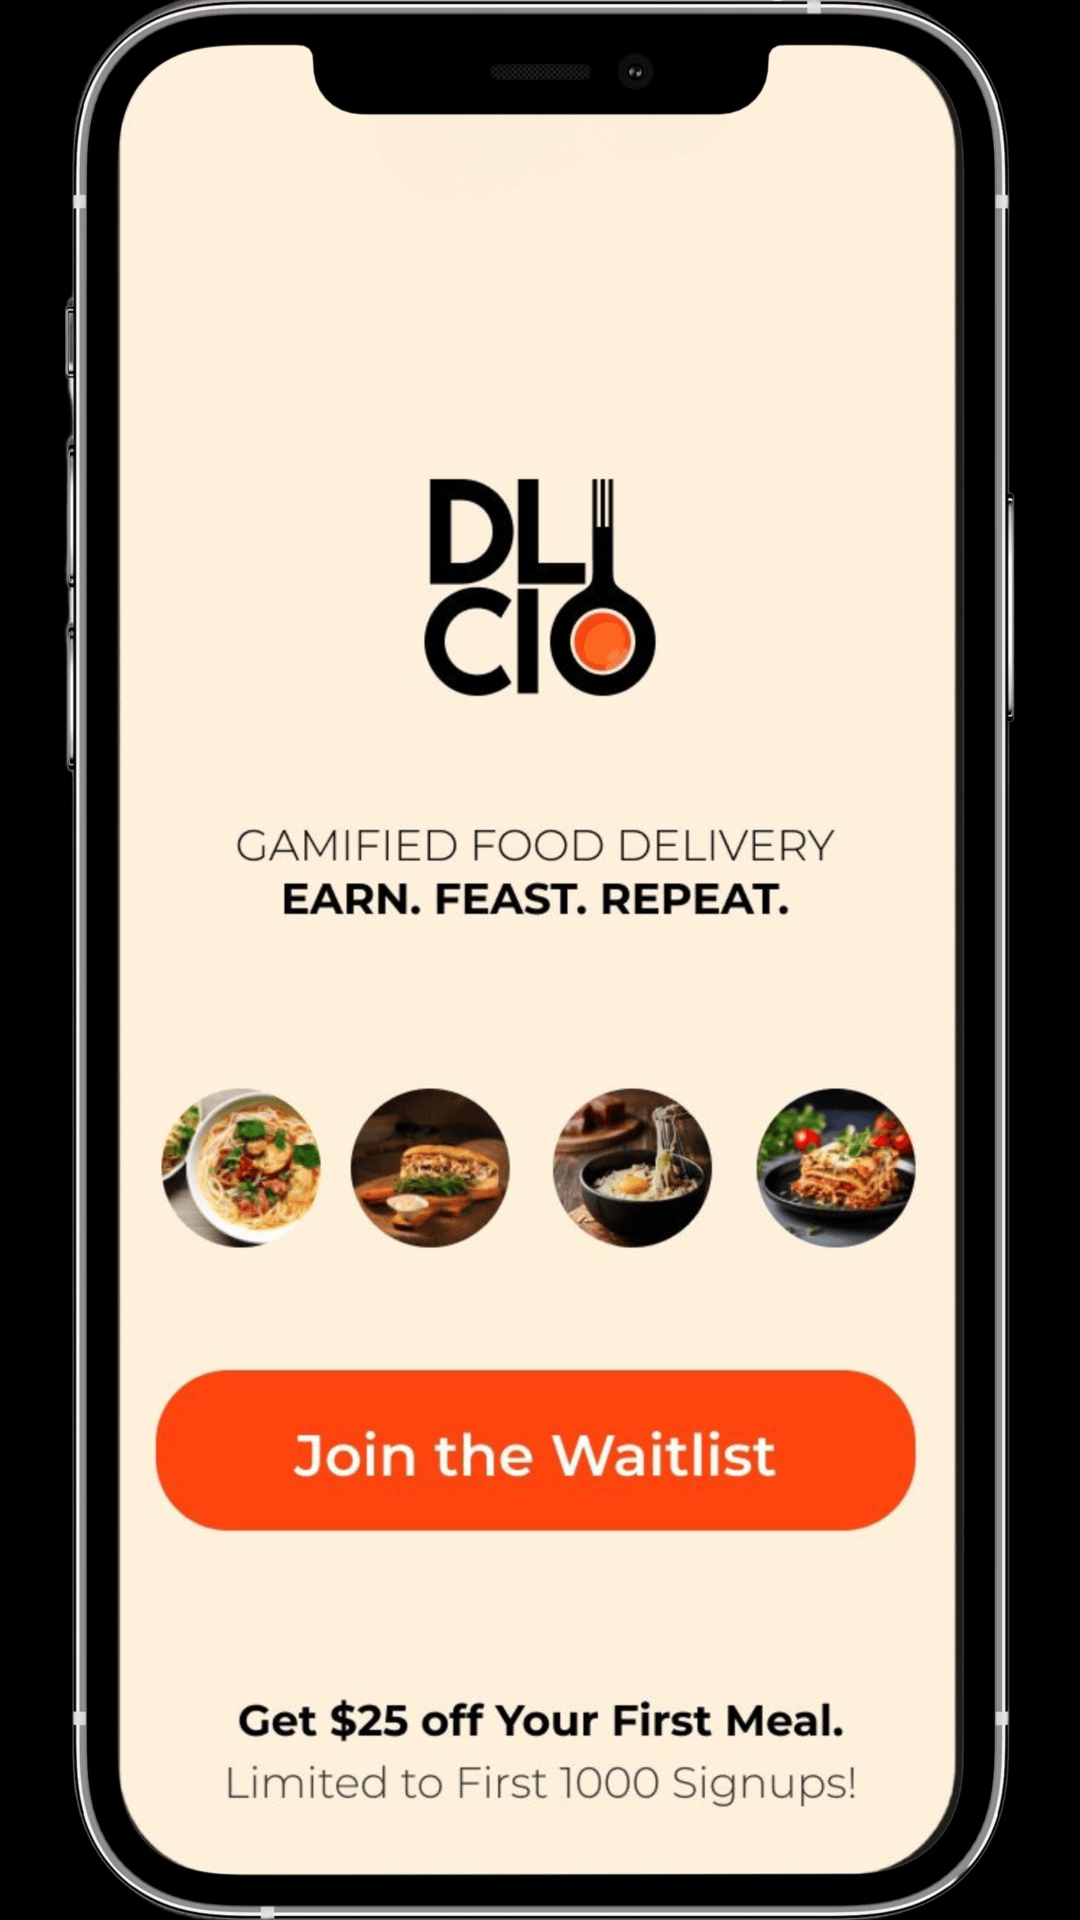 DLI
CIO
GAMIFIED FOOD DELIVERY
EARN. FEAST. REPEAT.
Join the Waitlist
Get $25 off Your First Meal.
Limited to First 1000 Signups!